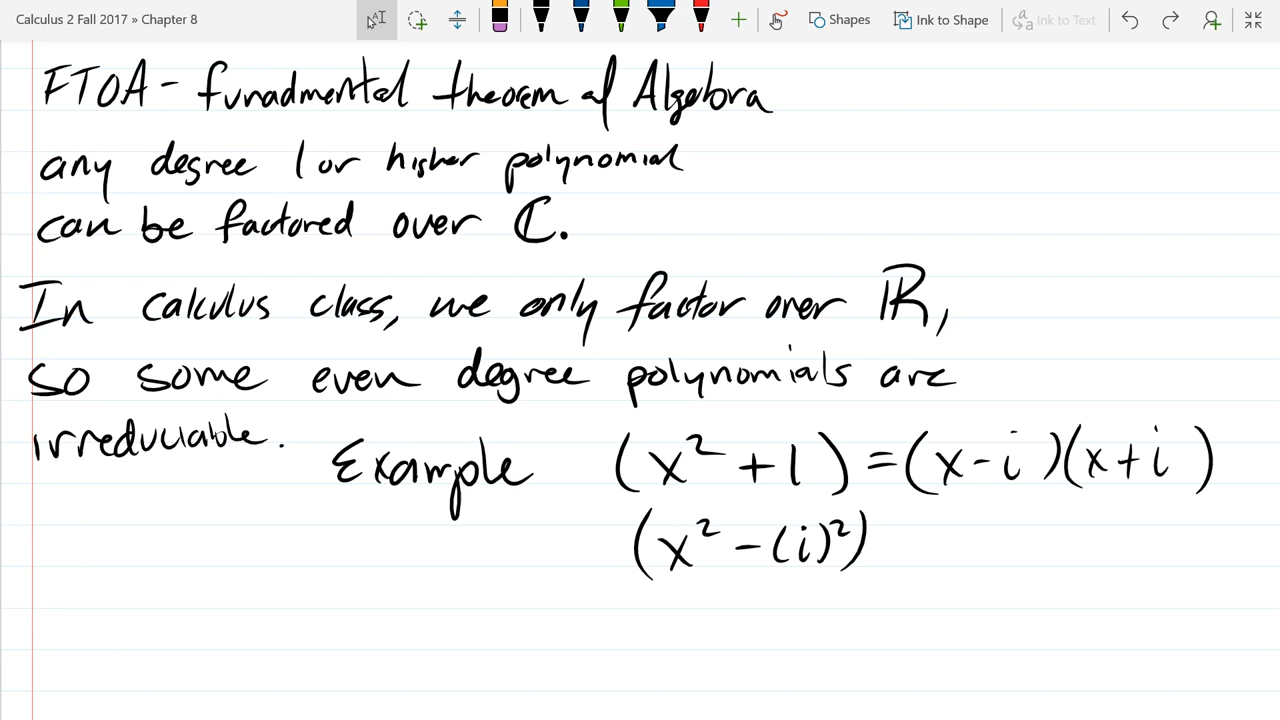 Calculus 2 Fall 2017 » Chapter 8
Shapes
Ink to Shape
Ink to Text
FTOA - funadmental theorem of Algebra
any degree 1 or higher polynomial
can be factored over ℂ.
In calculus class, we only factor over ℝ,
so some even degree polynomials are
irreduciable.
Example (x² + 1) = (x - i)(x + i)
(x² - (i)²)